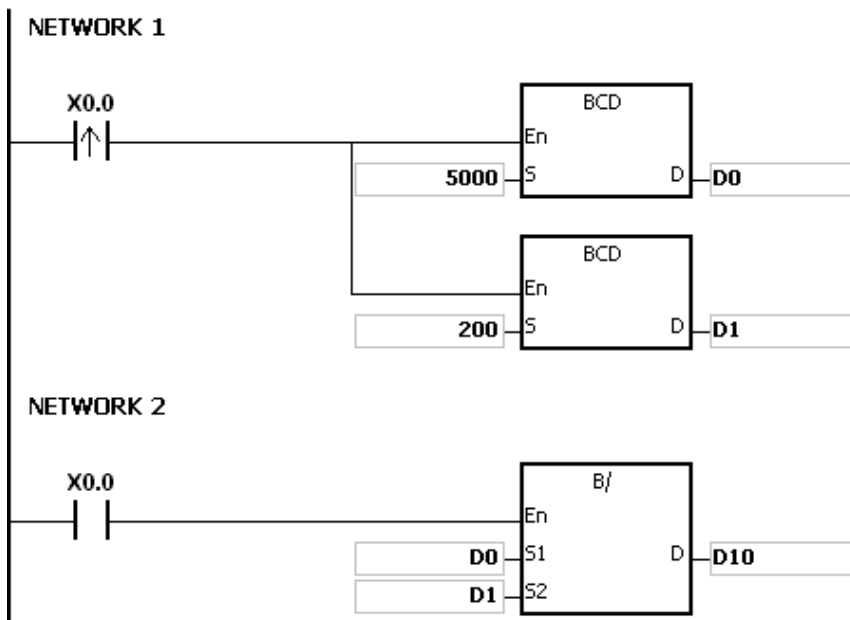 NETWORK 1
X0.0
BCD
En
5000 S D D0
BCD
En
200 S D D1
NETWORK 2
X0.0
B/
En
D0 S1 D D10
D1 S2